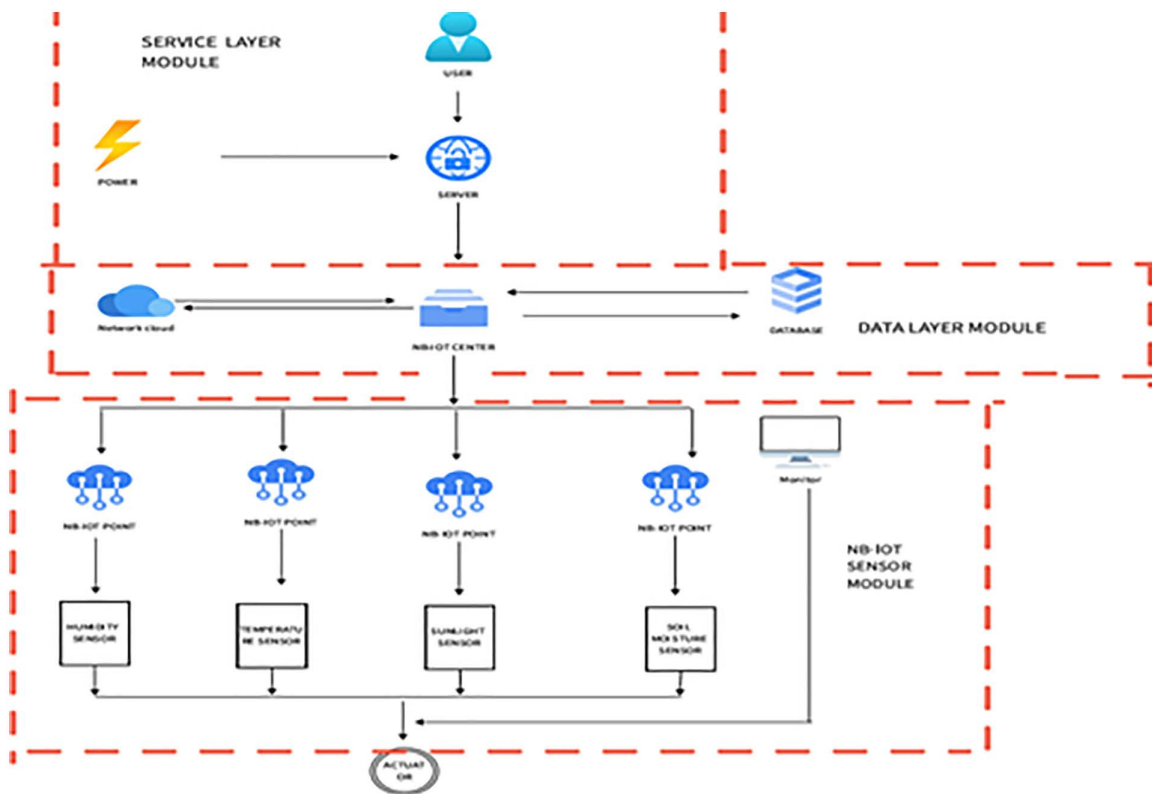 SERVICE LAYER
MODULE
USER
POWER
SERVER
Network cloud
NB-IOT CENTER
DATABASE
DATA LAYER MODULE
Monitor
NB-IOT POINT
NB-IOT POINT
NB-IOT POINT
NB-IOT POINT
NB-IOT
SENSOR
MODULE
HUMIDITY
SENSOR
TEMPERATU
RE SENSOR
SUNLIGHT
SENSOR
SOIL
MOISTURE
SENSOR
ACTUAT
OR